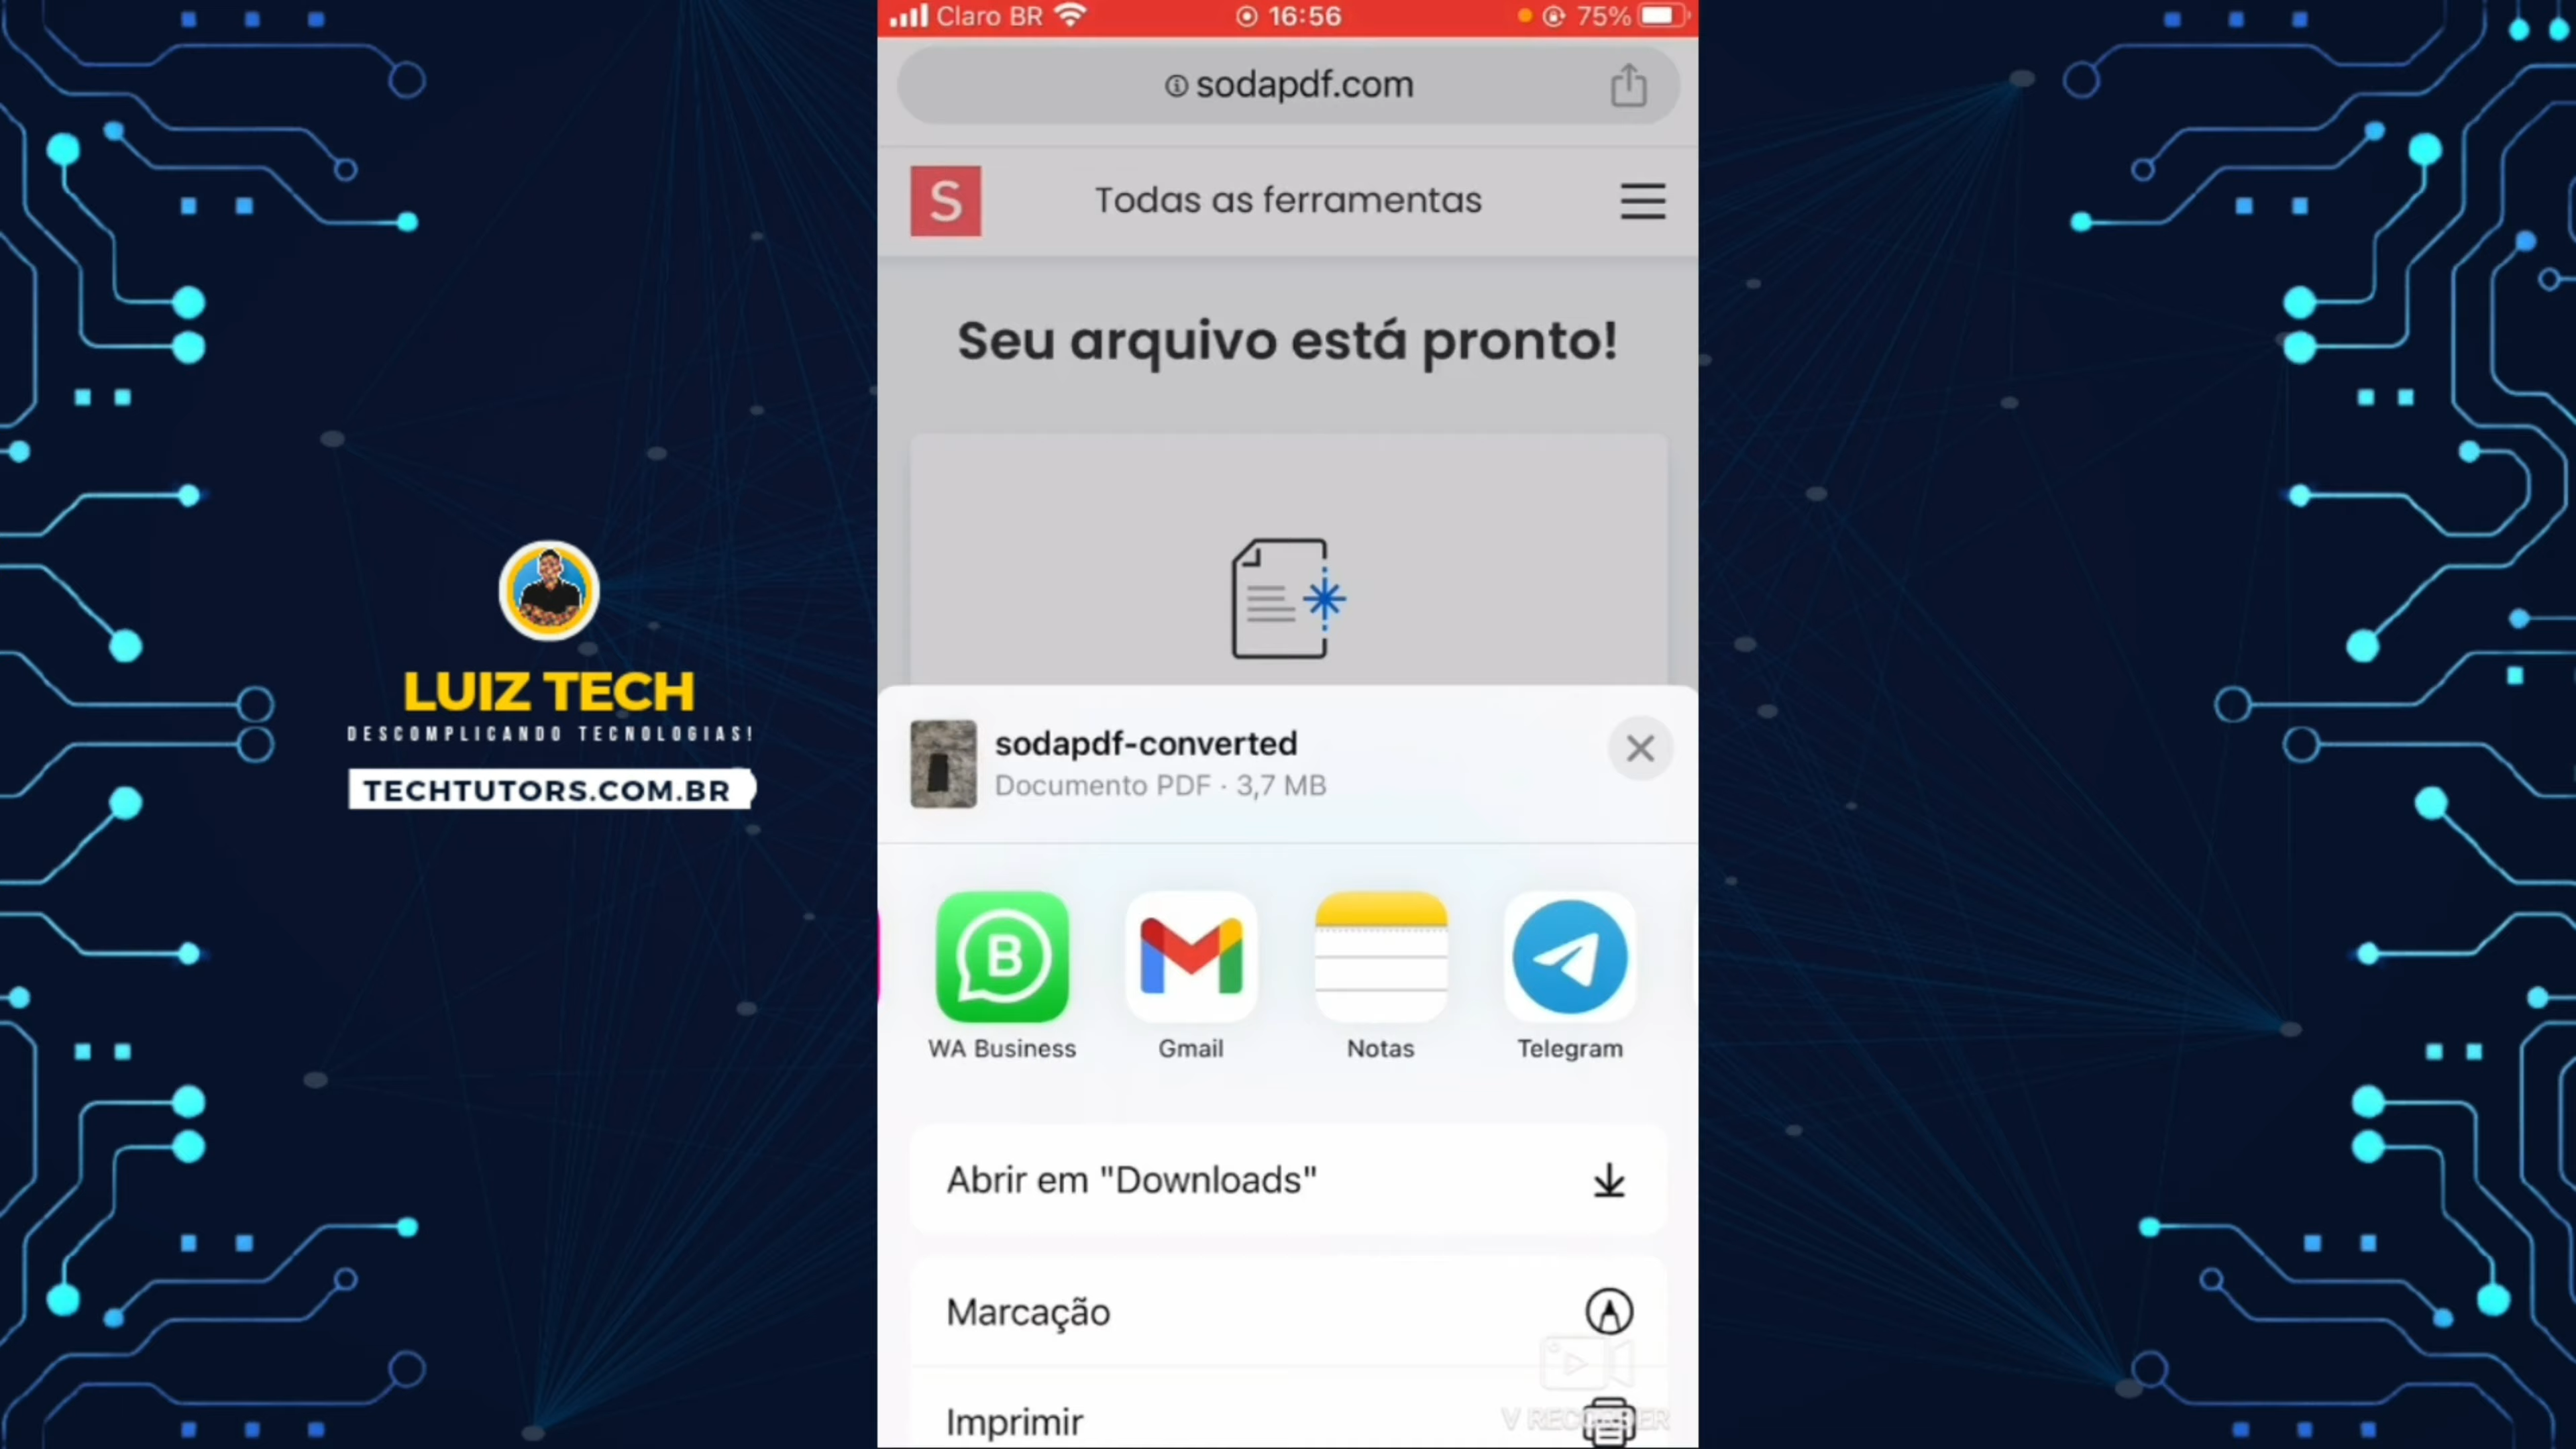 Claro BR
16:56
75%
sodapdf.com
S
Todas as ferramentas
Seu arquivo está pronto!
LUIZ TECH
DESCOMPLICANDO TECNOLOGIAS!
TECHTUTORS.COM.BR
sodapdf-converted
Documento PDF · 3,7 MB
B
WA Business
Gmail
Notas
Telegram
Abrir em "Downloads"
Marcação
Imprimir
V RECORDER